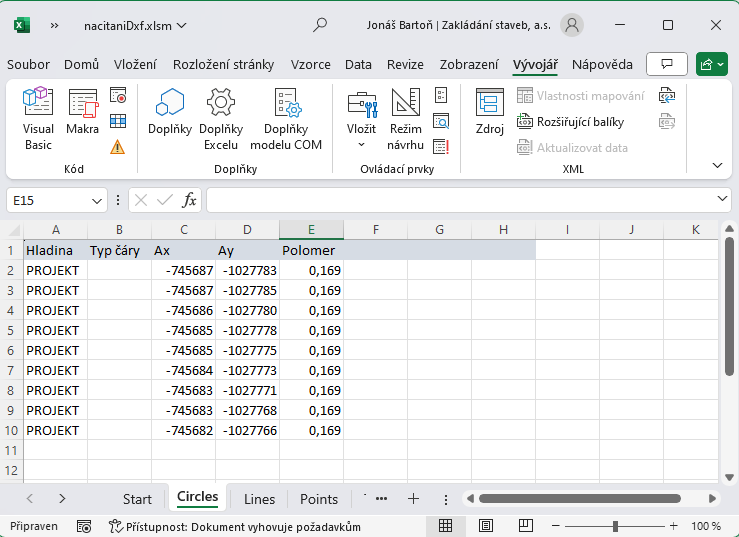 » nacitaniDxf.xlsm Jonáš Bartoň | Zakládání staveb, a.s.
Soubor Domů Vložení Rozložení stránky Vzorce Data Revize Zobrazení Vývojář Nápověda
Visual Basic Makra Doplňky Doplňky Excelu Doplňky modelu COM Vložit Režim návrhu Zdroj Vlastnosti mapování
Rozšiřující balíky
Aktualizovat data
Kód Doplňky Ovládací prvky XML
E15 fx
A B C D E F G H I J K
1 Hladina Typ čáry Ax Ay Polomer
2 PROJEKT -745687 -1027783 0,169
3 PROJEKT -745687 -1027785 0,169
4 PROJEKT -745686 -1027780 0,169
5 PROJEKT -745685 -1027778 0,169
6 PROJEKT -745685 -1027775 0,169
7 PROJEKT -745684 -1027773 0,169
8 PROJEKT -745683 -1027771 0,169
9 PROJEKT -745683 -1027768 0,169
10 PROJEKT -745682 -1027766 0,169
11
12
Start Circles Lines Points ···
Připraven Přístupnost: Dokument vyhovuje požadavkům 100 %